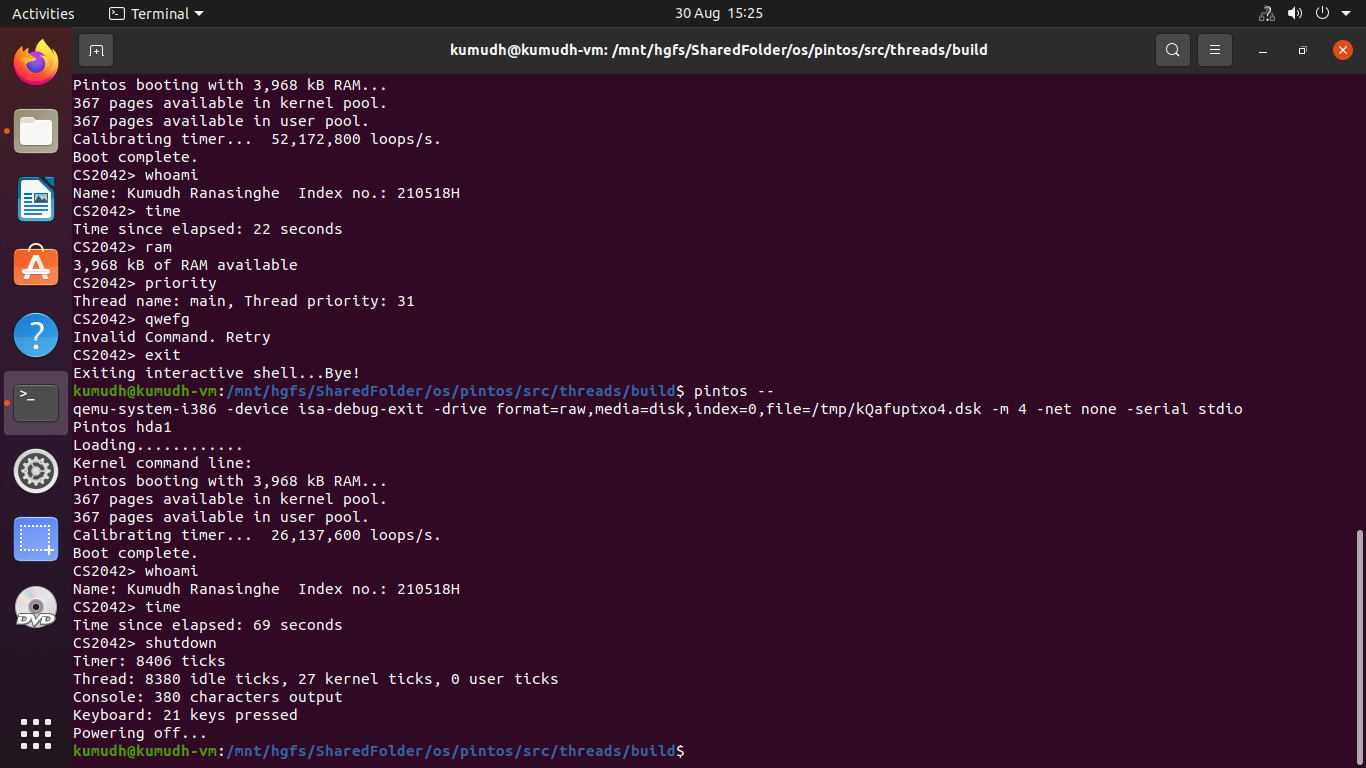 Activities
Terminal
30 Aug 15:25
kumudh@kumudh-vm: /mnt/hgfs/SharedFolder/os/pintos/src/threads/build
Pintos booting with 3,968 kB RAM...
367 pages available in kernel pool.
367 pages available in user pool.
Calibrating timer...  52,172,800 loops/s.
Boot complete.
CS2042> whoami
Name: Kumudh Ranasinghe  Index no.: 210518H
CS2042> time
Time since elapsed: 22 seconds
CS2042> ram
3,968 kB of RAM available
CS2042> priority
Thread name: main, Thread priority: 31
CS2042> qwefg
Invalid Command. Retry
CS2042> exit
Exiting interactive shell...Bye!
kumudh@kumudh-vm:/mnt/hgfs/SharedFolder/os/pintos/src/threads/build$ pintos --
qemu-system-i386 -device isa-debug-exit -drive format=raw,media=disk,index=0,file=/tmp/kQafuptxo4.dsk -m 4 -net none -serial stdio
Pintos hda1
Loading............
Kernel command line:
Pintos booting with 3,968 kB RAM...
367 pages available in kernel pool.
367 pages available in user pool.
Calibrating timer...  26,137,600 loops/s.
Boot complete.
CS2042> whoami
Name: Kumudh Ranasinghe  Index no.: 210518H
CS2042> time
Time since elapsed: 69 seconds
CS2042> shutdown
Timer: 8406 ticks
Thread: 8380 idle ticks, 27 kernel ticks, 0 user ticks
Console: 380 characters output
Keyboard: 21 keys pressed
Powering off...
kumudh@kumudh-vm:/mnt/hgfs/SharedFolder/os/pintos/src/threads/build$
DVD